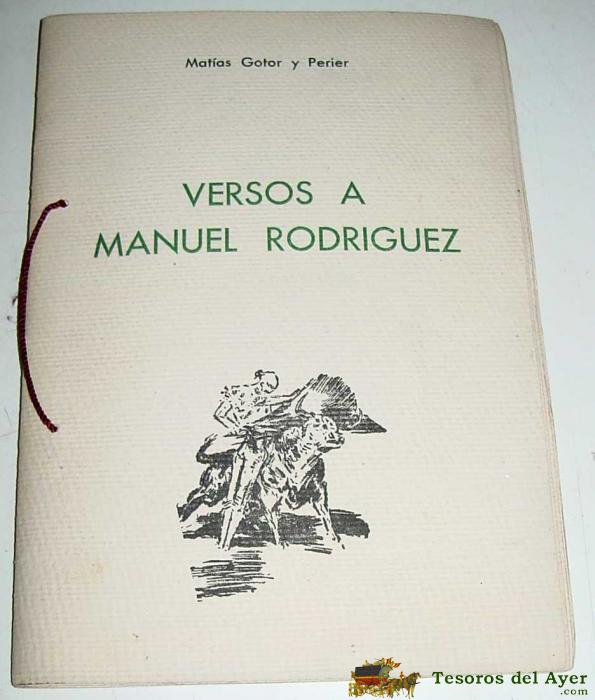 Matías Gotor y Perier
VERSOS A
MANUEL RODRIGUEZ
Tesoros del Ayer
.com